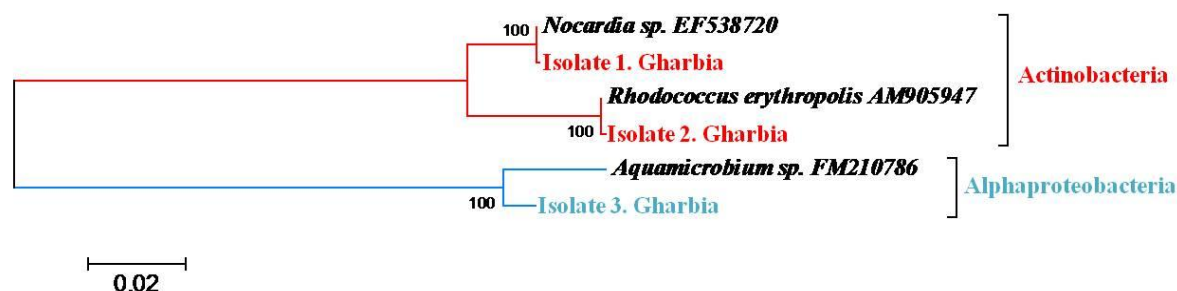 100 Nocardia sp. EF538720
Isolate 1. Gharbia
Actinobacteria
Rhodococcus erythropolis AM905947
100 Isolate 2. Gharbia
Aquamicrobium sp. FM210786
Alphaproteobacteria
100 Isolate 3. Gharbia
0.02